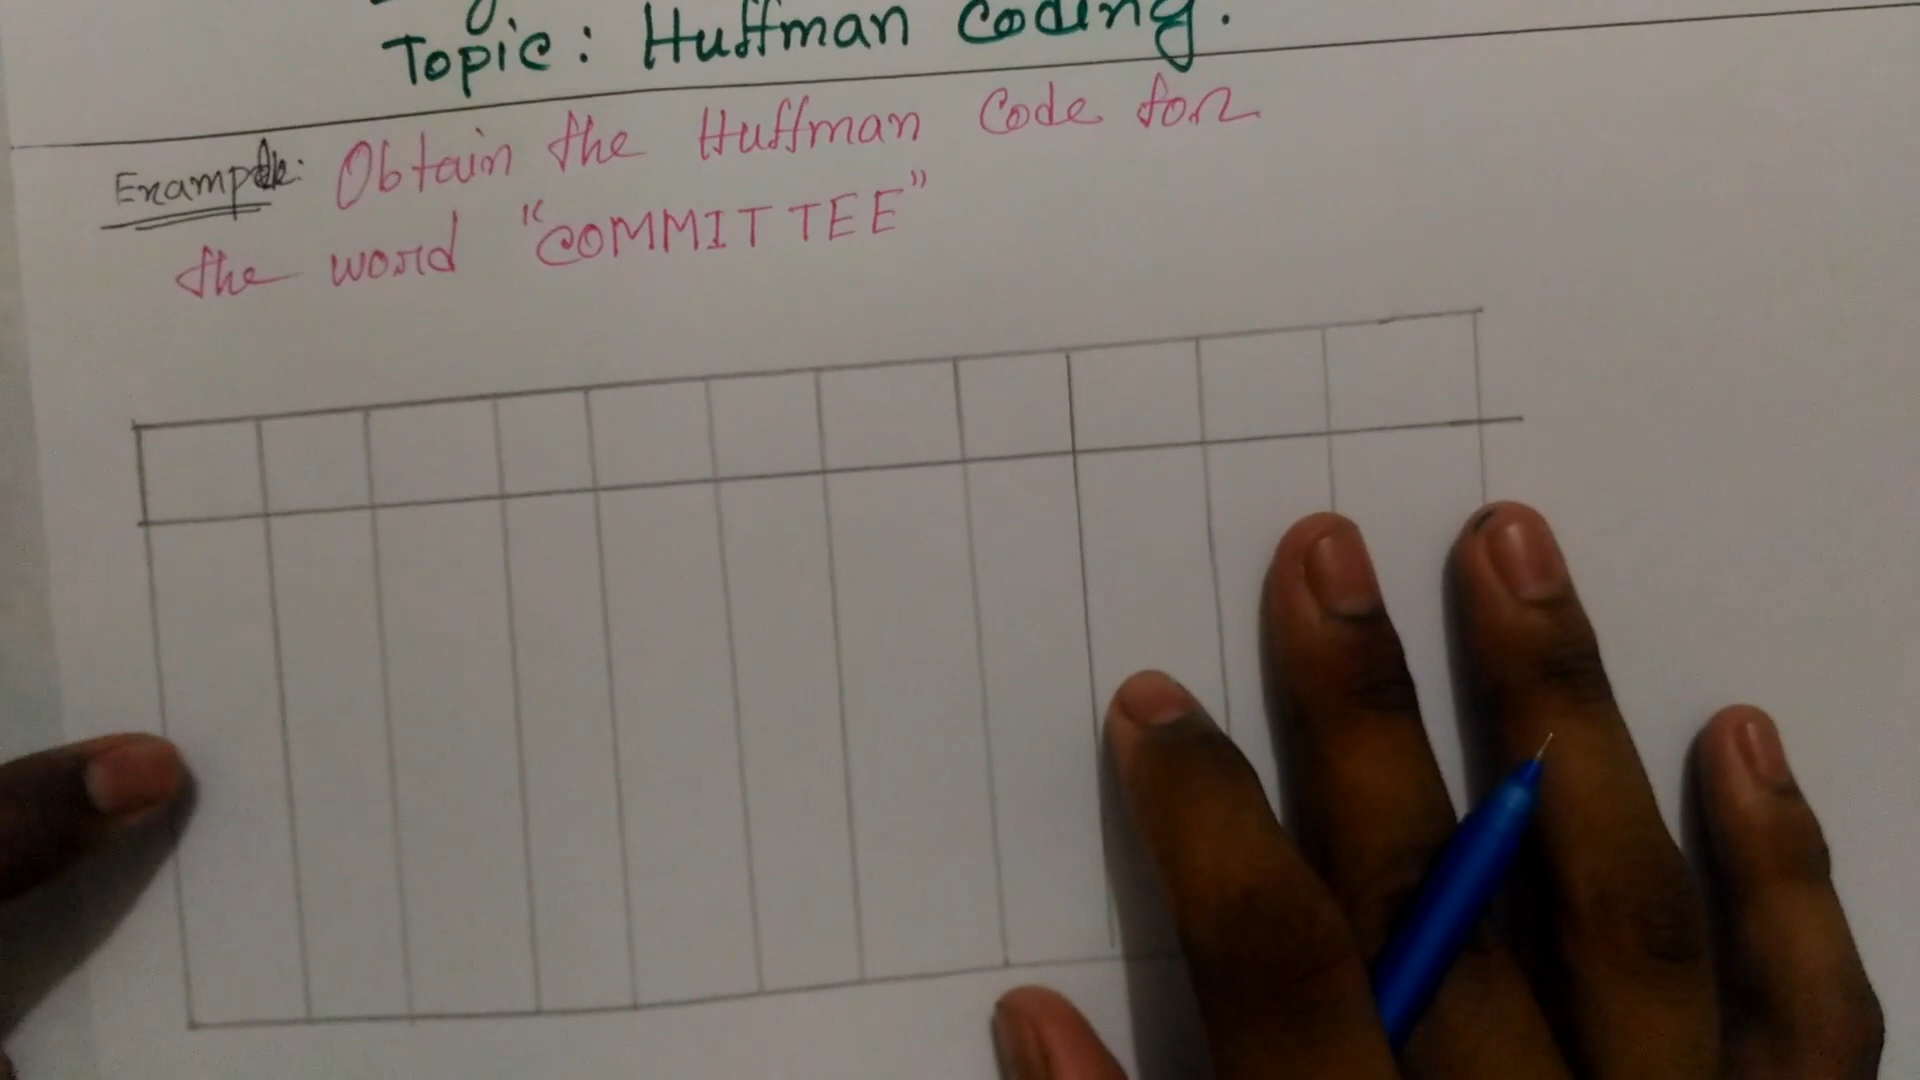 Topic: Huffman Coding.
Example: Obtain the Huffman Code for
the word "COMMITTEE"